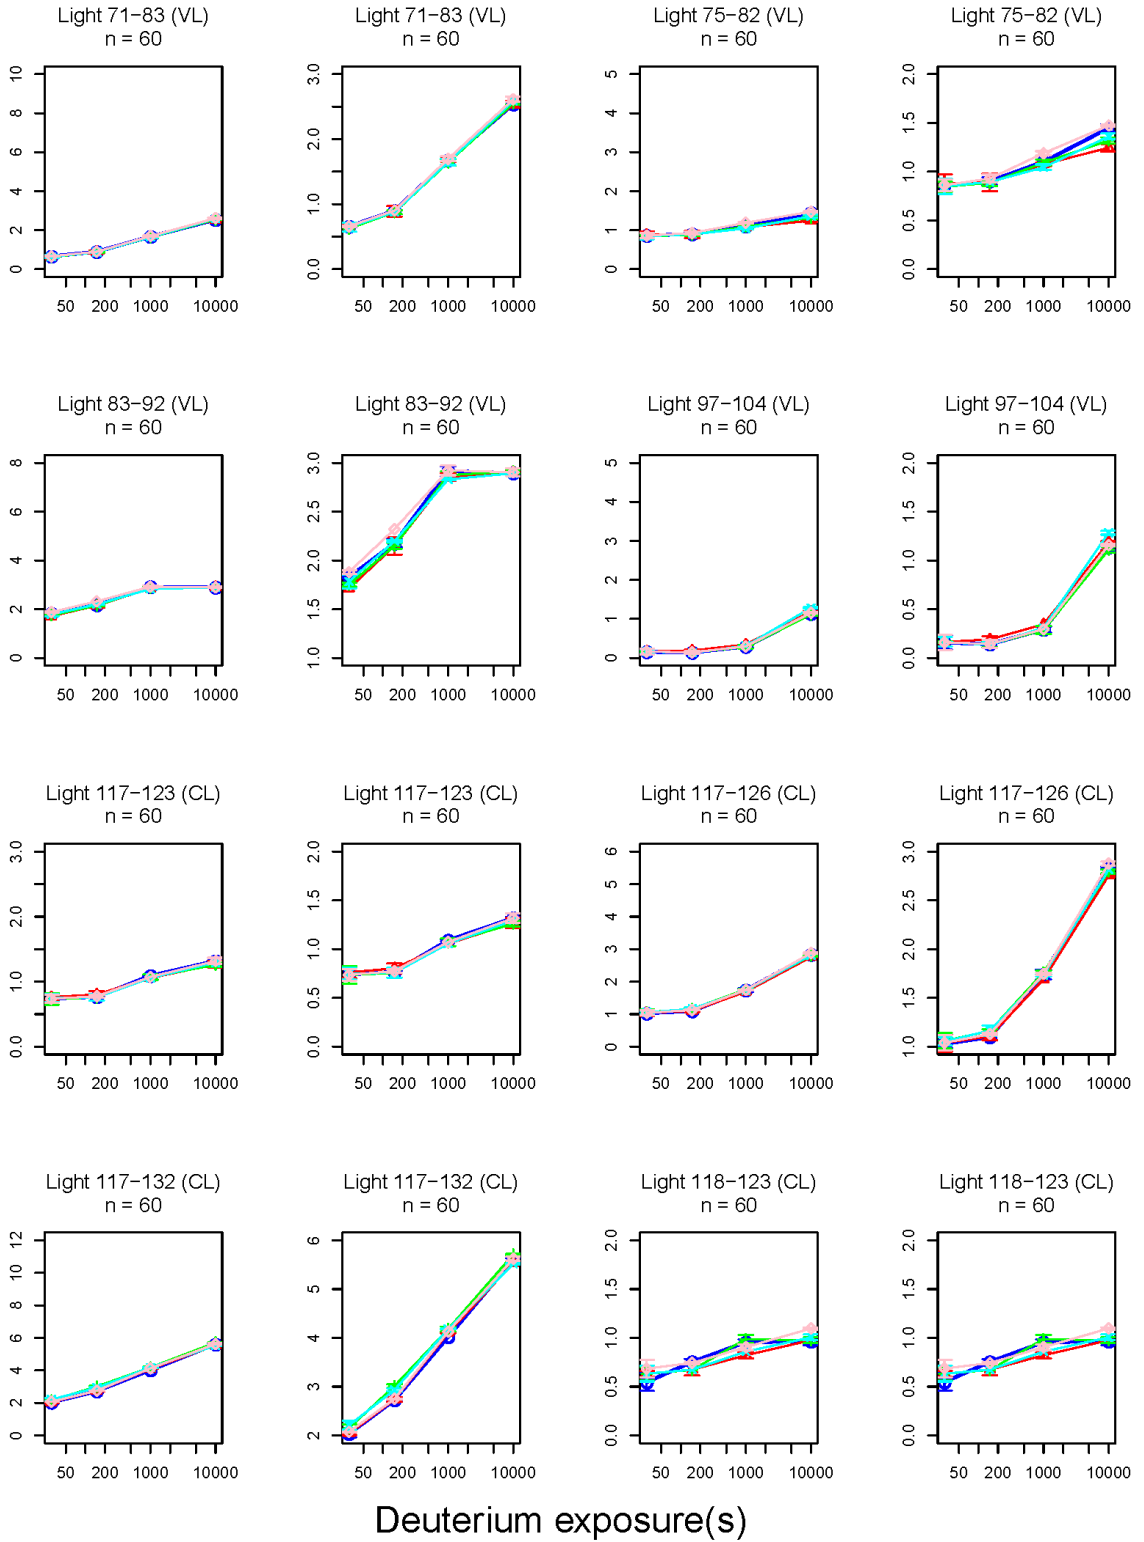 Light 71−83 (VL)
n = 60
Light 71−83 (VL)
n = 60
Light 75−82 (VL)
n = 60
Light 75−82 (VL)
n = 60
10
8
6
4
2
0
50 200 1000 10000
3.0
2.0
1.0
0.0
50 200 1000 10000
5
4
3
2
1
0
50 200 1000 10000
2.0
1.5
1.0
0.5
0.0
50 200 1000 10000
Light 83−92 (VL)
n = 60
Light 83−92 (VL)
n = 60
Light 97−104 (VL)
n = 60
Light 97−104 (VL)
n = 60
8
6
4
2
0
50 200 1000 10000
3.0
2.5
2.0
1.5
1.0
50 200 1000 10000
5
4
3
2
1
0
50 200 1000 10000
2.0
1.5
1.0
0.5
0.0
50 200 1000 10000
Light 117−123 (CL)
n = 60
Light 117−123 (CL)
n = 60
Light 117−126 (CL)
n = 60
Light 117−126 (CL)
n = 60
3.0
2.0
1.0
0.0
50 200 1000 10000
2.0
1.5
1.0
0.5
0.0
50 200 1000 10000
6
5
4
3
2
1
0
50 200 1000 10000
3.0
2.5
2.0
1.5
1.0
50 200 1000 10000
Light 117−132 (CL)
n = 60
Light 117−132 (CL)
n = 60
Light 118−123 (CL)
n = 60
Light 118−123 (CL)
n = 60
12
10
8
6
4
2
0
50 200 1000 10000
6
5
4
3
2
50 200 1000 10000
2.0
1.5
1.0
0.5
0.0
50 200 1000 10000
2.0
1.5
1.0
0.5
0.0
50 200 1000 10000
Deuterium exposure(s)